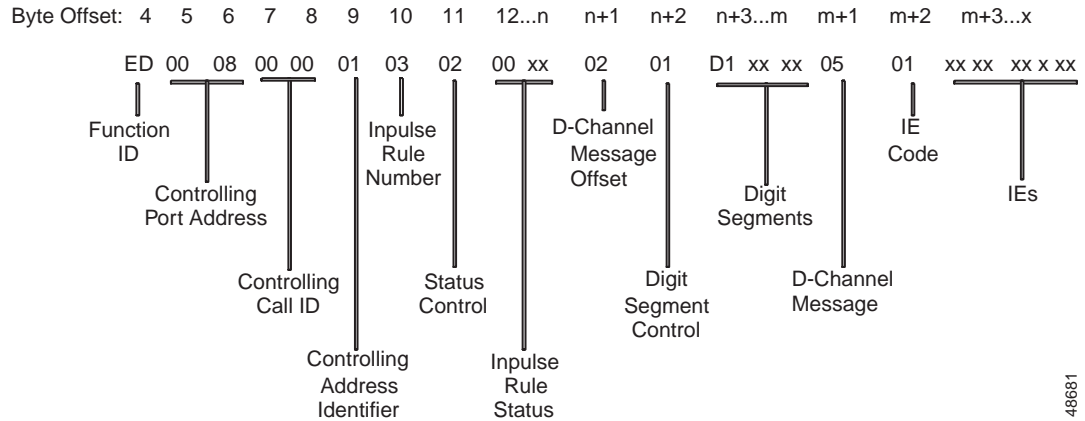 Byte Offset: 4 5 6 7 8 9 10 11 12...n n+1 n+2 n+3...m m+1 m+2 m+3...x
ED 00 08 00 00 01 03 02 00 xx 02 01 D1 xx xx 05 01 xx xx xx x xx
Function
ID
Controlling
Port Address
Controlling
Call ID
Controlling
Address
Identifier
Inpulse
Rule
Number
Status
Control
Inpulse
Rule
Status
D-Channel
Message
Offset
Digit
Segment
Control
Digit
Segments
D-Channel
Message
IE
Code
IEs
48681